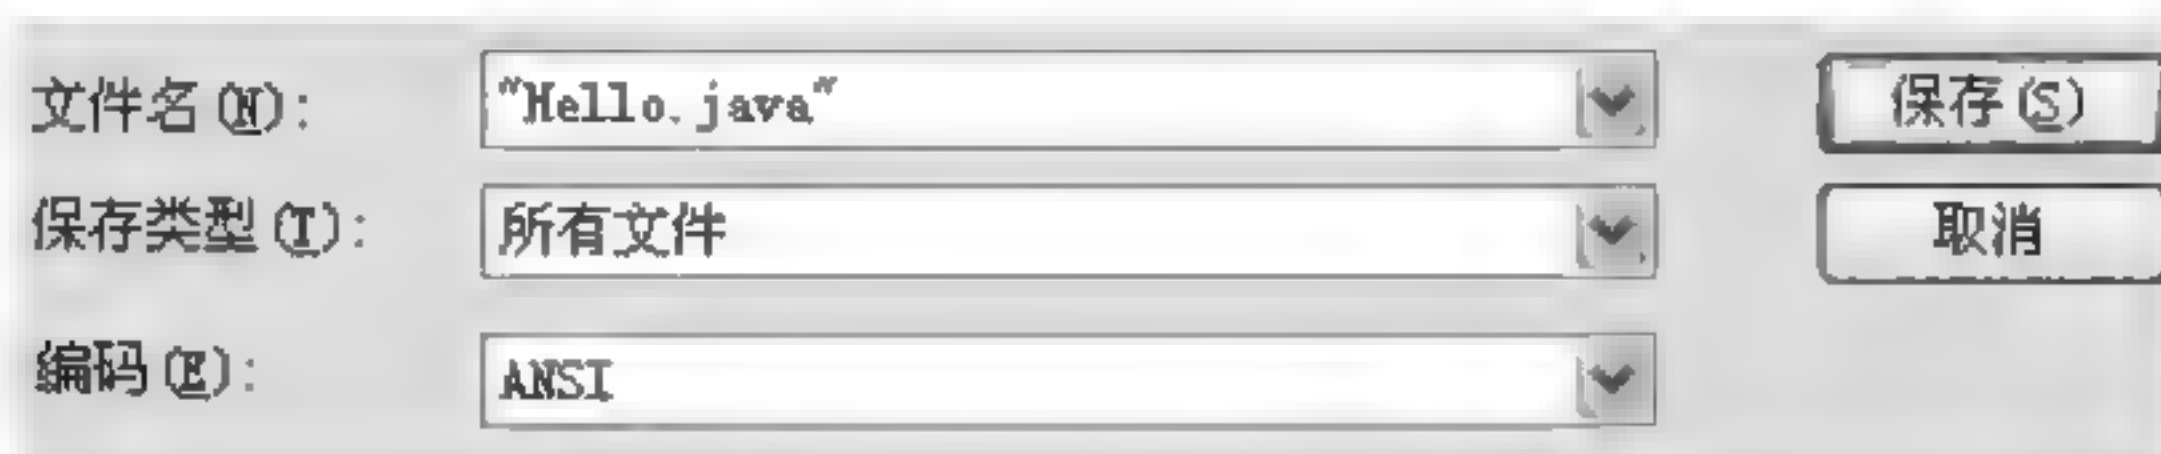 文件名(N): "Hello.java" 保存(S)
保存类型(T): 所有文件 取消
编码(E): ANSI